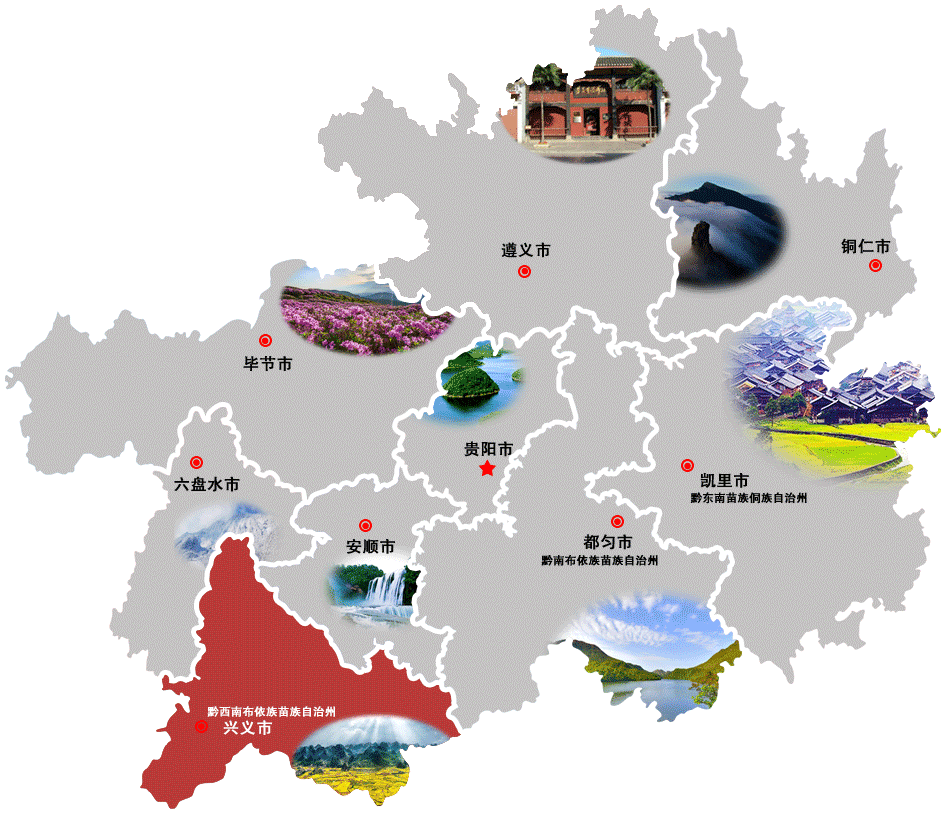 遵义市
铜仁市
毕节市
贵阳市
六盘水市
凯里市
黔东南苗族侗族自治州
安顺市
都匀市
黔南布依族苗族自治州
黔西南布依族苗族自治州
兴义市